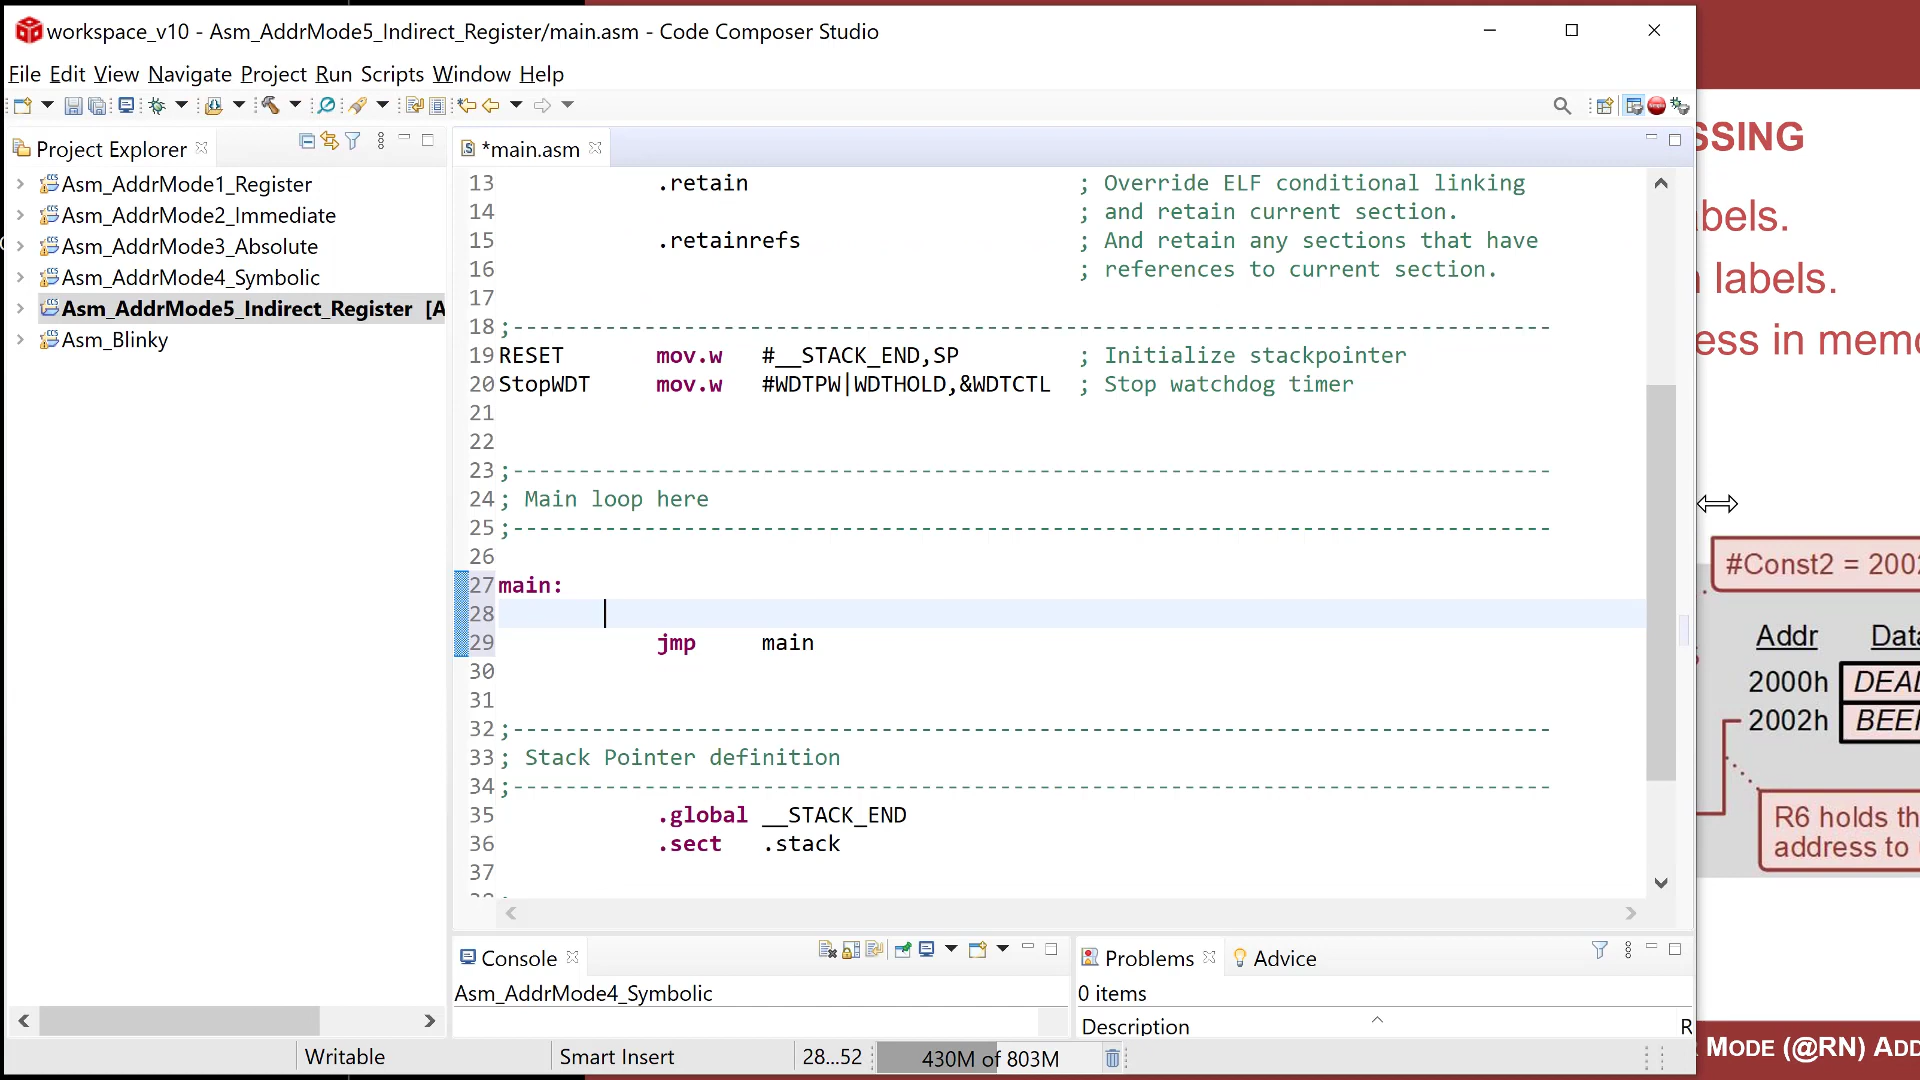 workspace_v10 - Asm_AddrMode5_Indirect_Register/main.asm - Code Composer Studio
File Edit View Navigate Project Run Scripts Window Help
Project Explorer
Asm_AddrMode1_Register
Asm_AddrMode2_Immediate
Asm_AddrMode3_Absolute
Asm_AddrMode4_Symbolic
Asm_AddrMode5_Indirect_Register [A
Asm_Blinky
*main.asm
13 .retain ; Override ELF conditional linking
14 ; and retain current section.
15 .retainrefs ; And retain any sections that have
16 ; references to current section.
17
18 ;-------------------------------------------------------------------------------
19 RESET mov.w #__STACK_END,SP ; Initialize stackpointer
20 StopWDT mov.w #WDTPW|WDTHOLD,&WDTCTL ; Stop watchdog timer
21
22
23 ;-------------------------------------------------------------------------------
24 ; Main loop here
25 ;-------------------------------------------------------------------------------
26
27 main:
28
29 jmp main
30
31
32 ;-------------------------------------------------------------------------------
33 ; Stack Pointer definition
34 ;-------------------------------------------------------------------------------
35 .global __STACK_END
36 .sect .stack
37
Console
Asm_AddrMode4_Symbolic
Problems
Advice
0 items
Description
R
Writable
Smart Insert
28...52
430M of 803M
SSING
bels.
labels.
ess in memo
#Const2 = 2002
Addr Data
2000h DEAD
2002h BEE
R6 holds th
address to
MODE (@RN) ADD